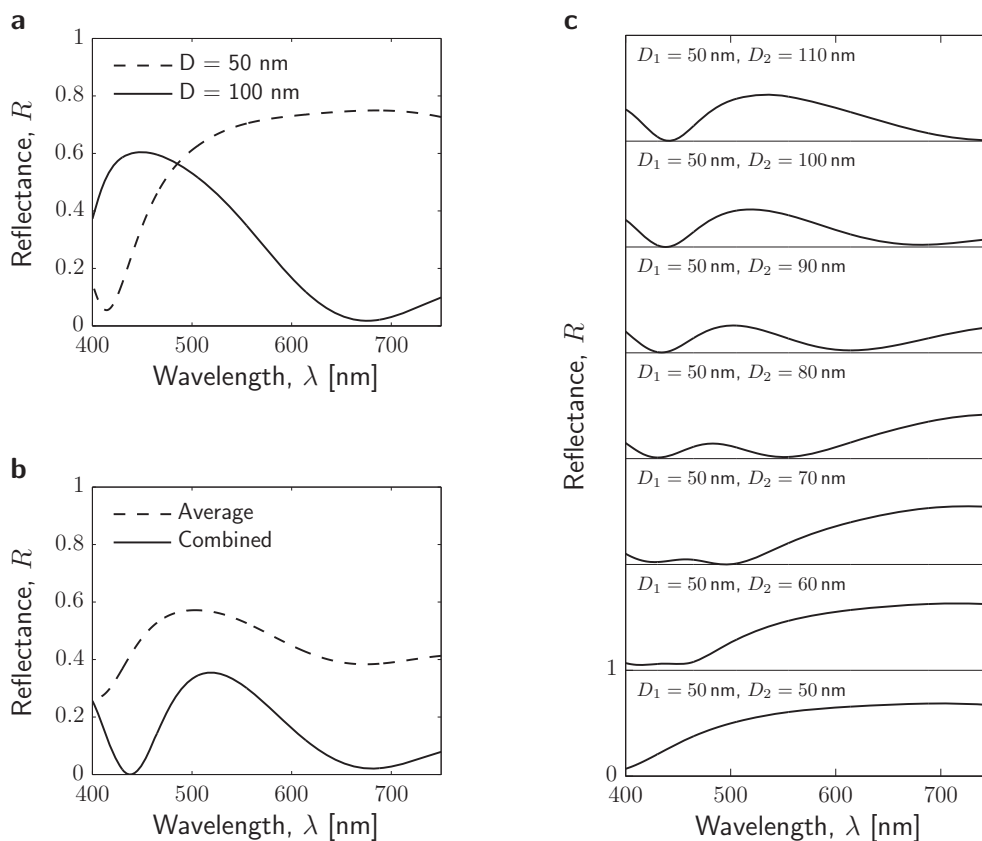 a
1
0.8
0.6
0.4
0.2
0
Reflectance, R
D = 50 nm
D = 100 nm
400 500 600 700
Wavelength, λ [nm]
b
1
0.8
0.6
0.4
0.2
0
Reflectance, R
Average
Combined
400 500 600 700
Wavelength, λ [nm]
c
Reflectance, R
D₁ = 50 nm, D₂ = 110 nm
D₁ = 50 nm, D₂ = 100 nm
D₁ = 50 nm, D₂ = 90 nm
D₁ = 50 nm, D₂ = 80 nm
D₁ = 50 nm, D₂ = 70 nm
D₁ = 50 nm, D₂ = 60 nm
1
D₁ = 50 nm, D₂ = 50 nm
0
400 500 600 700
Wavelength, λ [nm]